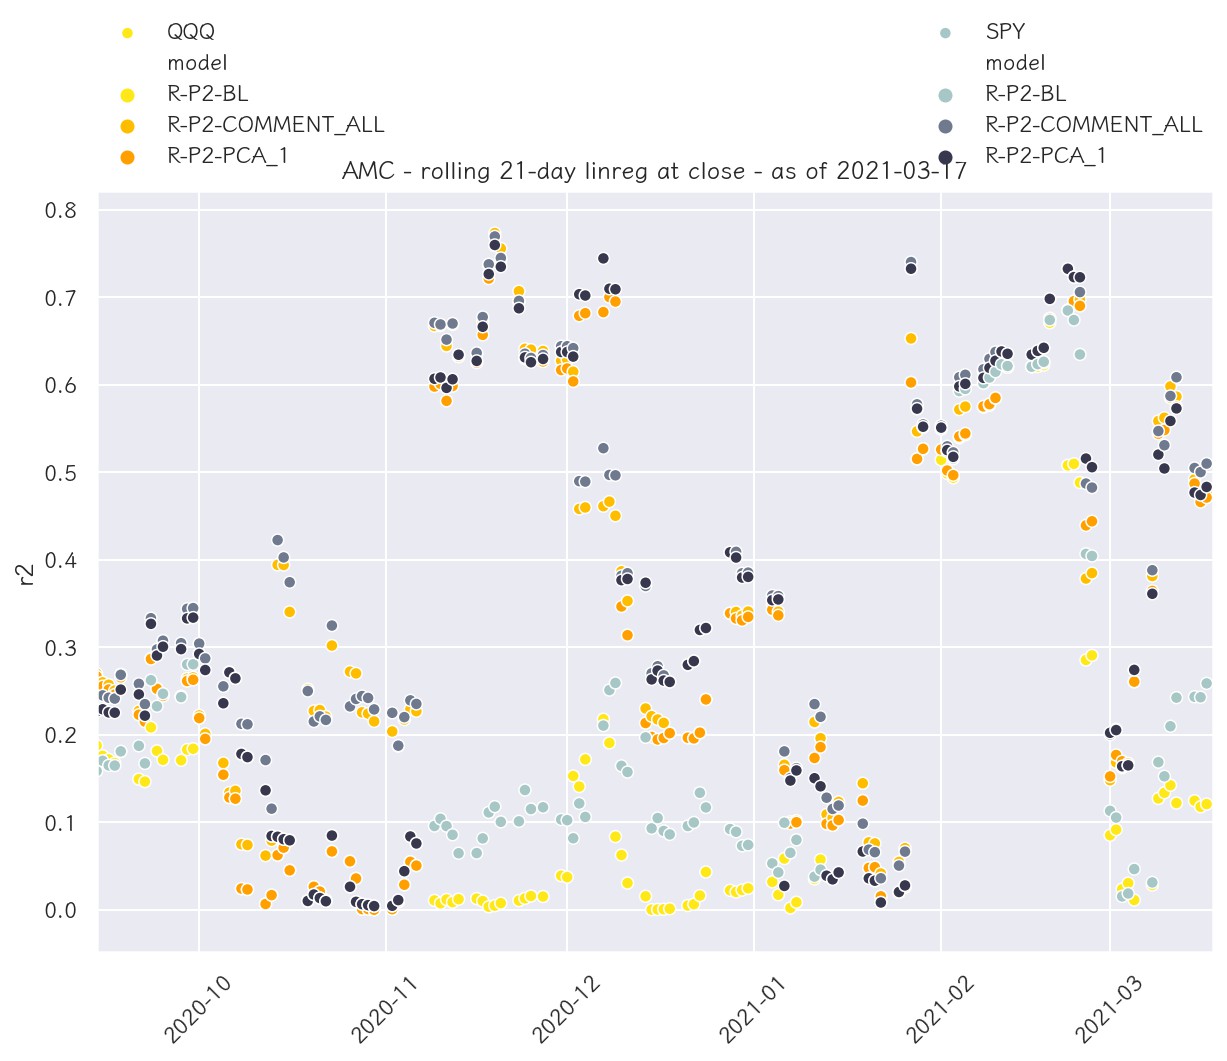 QQQ
model
R-P2-BL
R-P2-COMMENT_ALL
R-P2-PCA_1
SPY
model
R-P2-BL
R-P2-COMMENT_ALL
R-P2-PCA_1
AMC - rolling 21-day linreg at close - as of 2021-03-17
r2
0.8
0.7
0.6
0.5
0.4
0.3
0.2
0.1
0.0
2020-10
2020-11
2020-12
2021-01
2021-02
2021-03